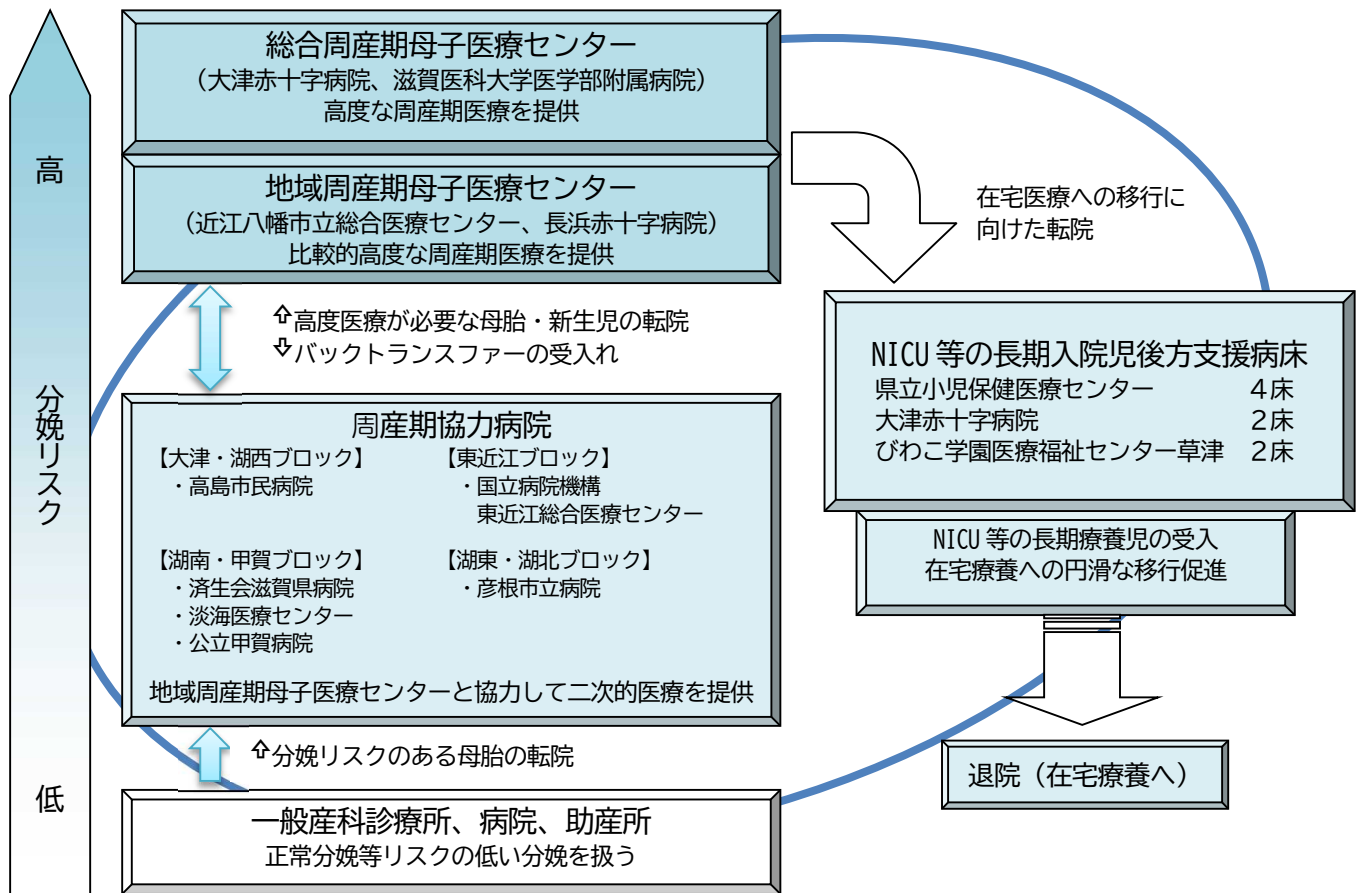 高
分娩リスク
低
総合周産期母子医療センター
（大津赤十字病院、滋賀医科大学医学部附属病院）
高度な周産期医療を提供
地域周産期母子医療センター
（近江八幡市立総合医療センター、長浜赤十字病院）
比較的高度な周産期医療を提供
在宅医療への移行に
向けた転院
⇧高度医療が必要な母胎・新生児の転院
⇩バックトランスファーの受入れ
周産期協力病院
【大津・湖西ブロック】
・高島市民病院
【東近江ブロック】
・国立病院機構
東近江総合医療センター
【湖南・甲賀ブロック】
・済生会滋賀県病院
・淡海医療センター
・公立甲賀病院
【湖東・湖北ブロック】
・彦根市立病院
地域周産期母子医療センターと協力して二次的医療を提供
⇧分娩リスクのある母胎の転院
一般産科診療所、病院、助産所
正常分娩等リスクの低い分娩を扱う
NICU 等の長期入院児後方支援病床
県立小児保健医療センター　４床
大津赤十字病院　２床
びわこ学園医療福祉センター草津　２床
NICU 等の長期療養児の受入
在宅療養への円滑な移行促進
退院（在宅療養へ）